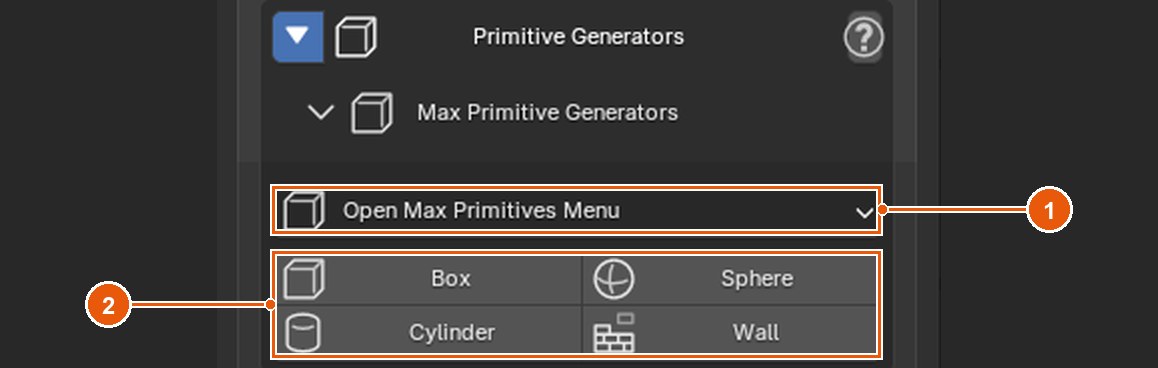 Primitive Generators ?
Max Primitive Generators
Open Max Primitives Menu 1
Box Sphere
2
Cylinder Wall